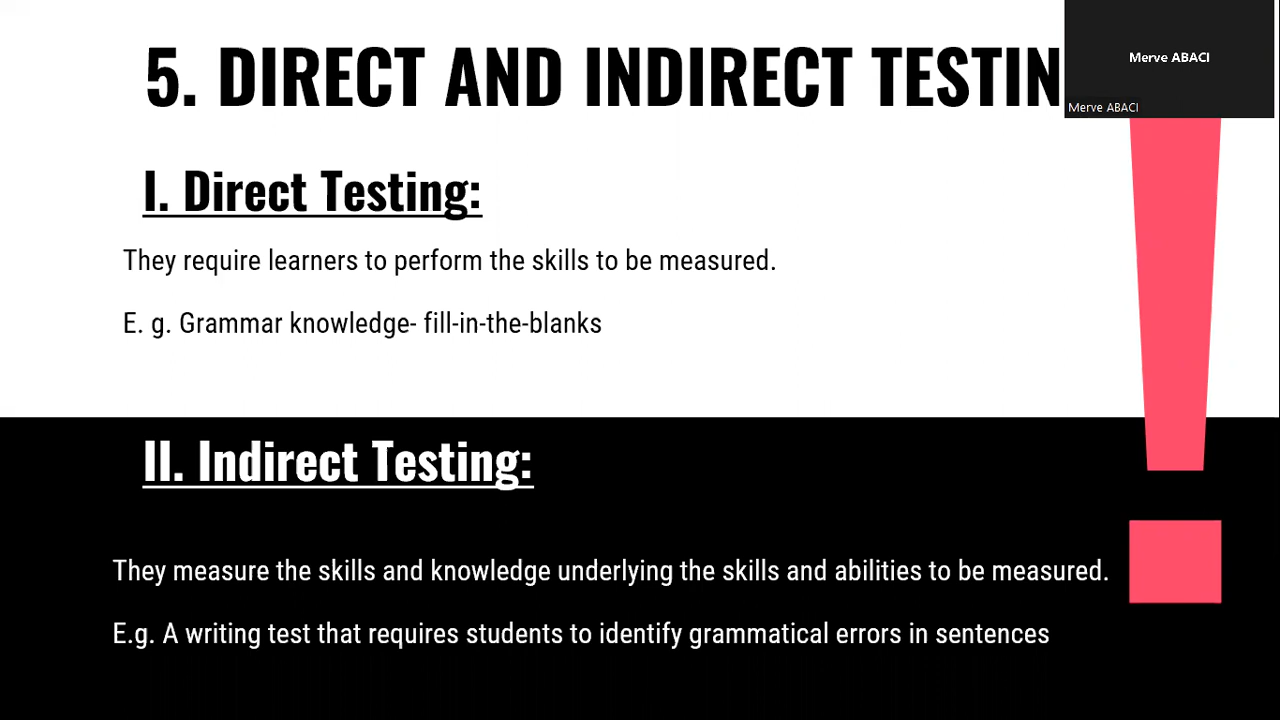 5. DIRECT AND INDIRECT TESTIN
Merve ABACI
Merve ABACI
I. Direct Testing:
They require learners to perform the skills to be measured.
E. g. Grammar knowledge- fill-in-the-blanks
II. Indirect Testing:
They measure the skills and knowledge underlying the skills and abilities to be measured.
E.g. A writing test that requires students to identify grammatical errors in sentences